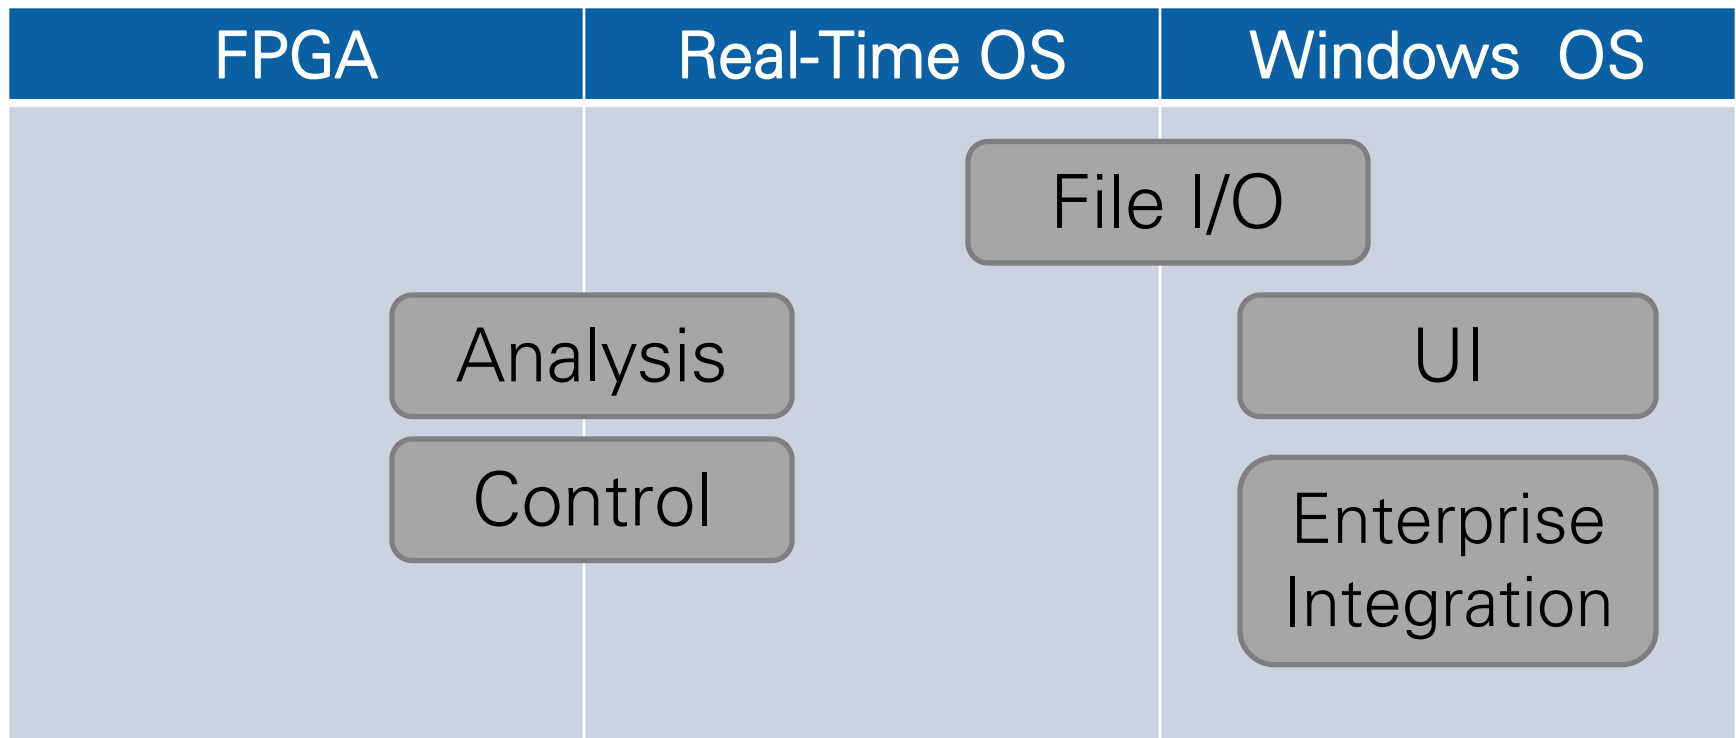 FPGA
Real-Time OS
Windows OS
File I/O
Analysis
UI
Control
Enterprise
Integration